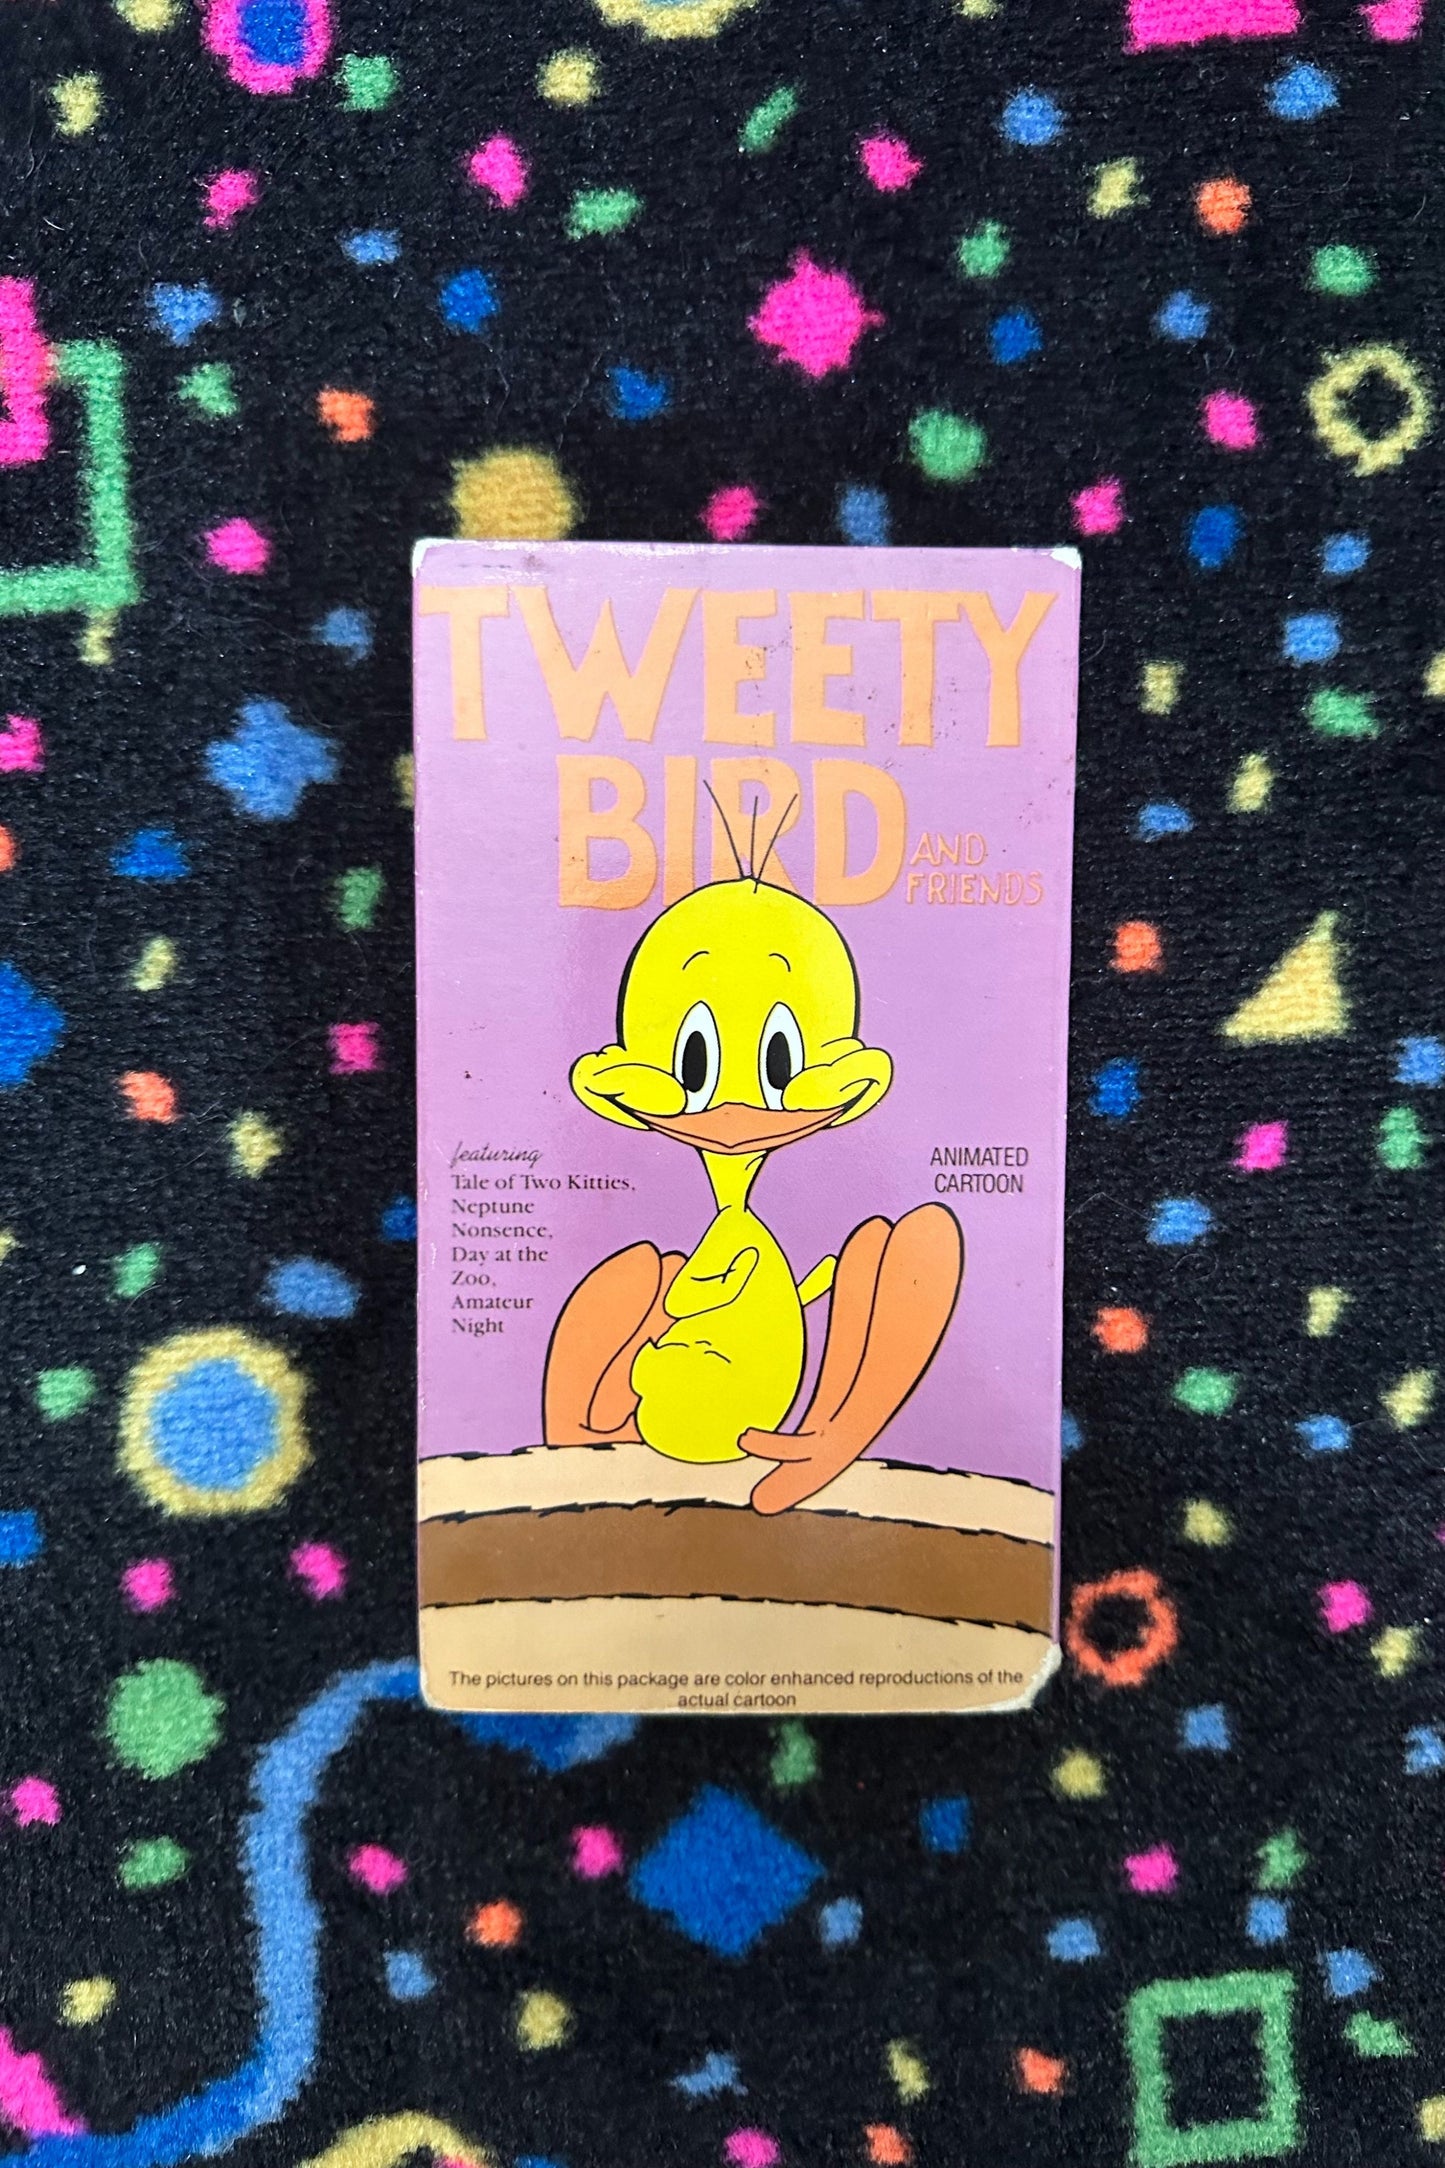 TWEETY
BIRD AND
FRIENDS
featuring
Tale of Two Kitties,
Neptune
Nonsence,
Day at the
Zoo,
Amateur
Night
ANIMATED
CARTOON
The pictures on this package are color enhanced reproductions of the
actual cartoon